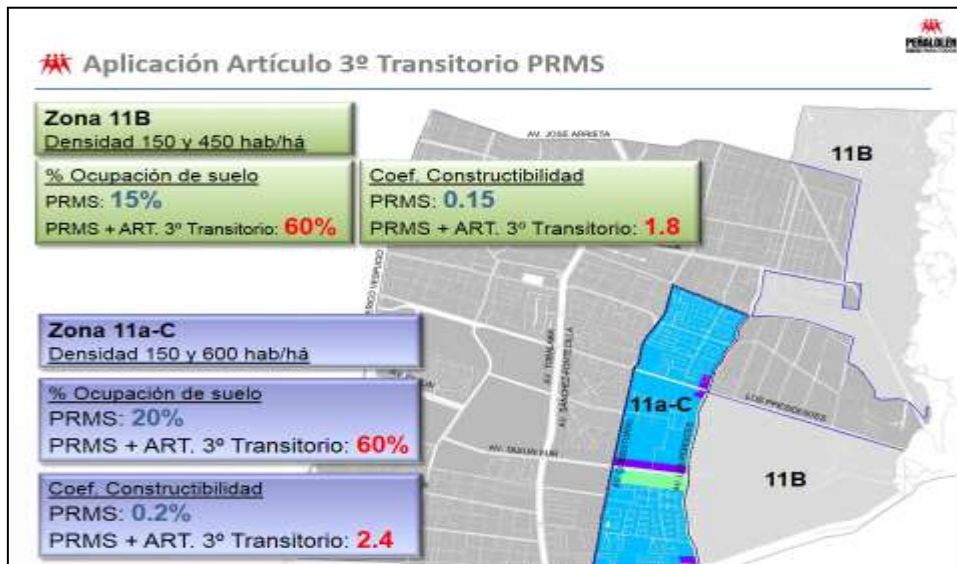 PEÑALOLEN
Aplicación Artículo 3º Transitorio PRMS
Zona 11B
Densidad 150 y 450 hab/há
% Ocupación de suelo
PRMS: 15%
PRMS + ART. 3º Transitorio: 60%
Coef. Constructibilidad
PRMS: 0.15
PRMS + ART. 3º Transitorio: 1.8
AV. JOSE ARRIETA
11B
Zona 11a-C
Densidad 150 y 600 hab/há
% Ocupación de suelo
PRMS: 20%
PRMS + ART. 3º Transitorio: 60%
Coef. Constructibilidad
PRMS: 0.2%
PRMS + ART. 3º Transitorio: 2.4
AV. TOBALABA
AV. SÁNCHEZ FONTECILLA
11a-C
LOS PRESIDENTES
11B